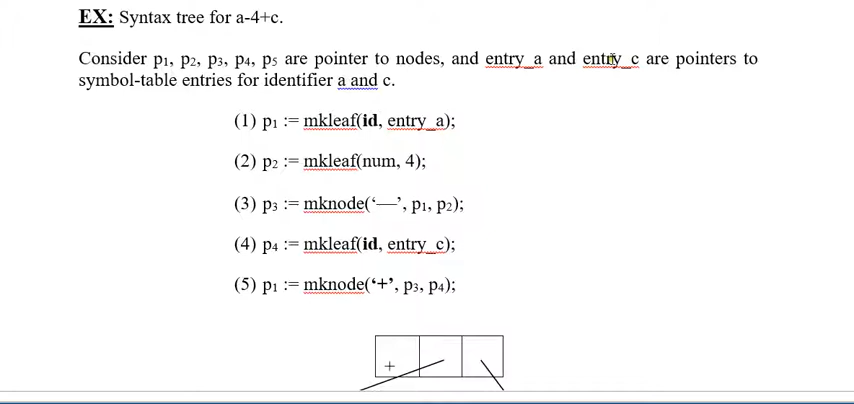 EX: Syntax tree for a-4+c.
Consider p1, p2, p3, p4, p5 are pointer to nodes, and entry_a and entry_c are pointers to
symbol-table entries for identifier a and c.
(1) p1 := mkleaf(id, entry_a);
(2) p2 := mkleaf(num, 4);
(3) p3 := mknode(‘—’, p1, p2);
(4) p4 := mkleaf(id, entry_c);
(5) p1 := mknode(‘+’, p3, p4);
+